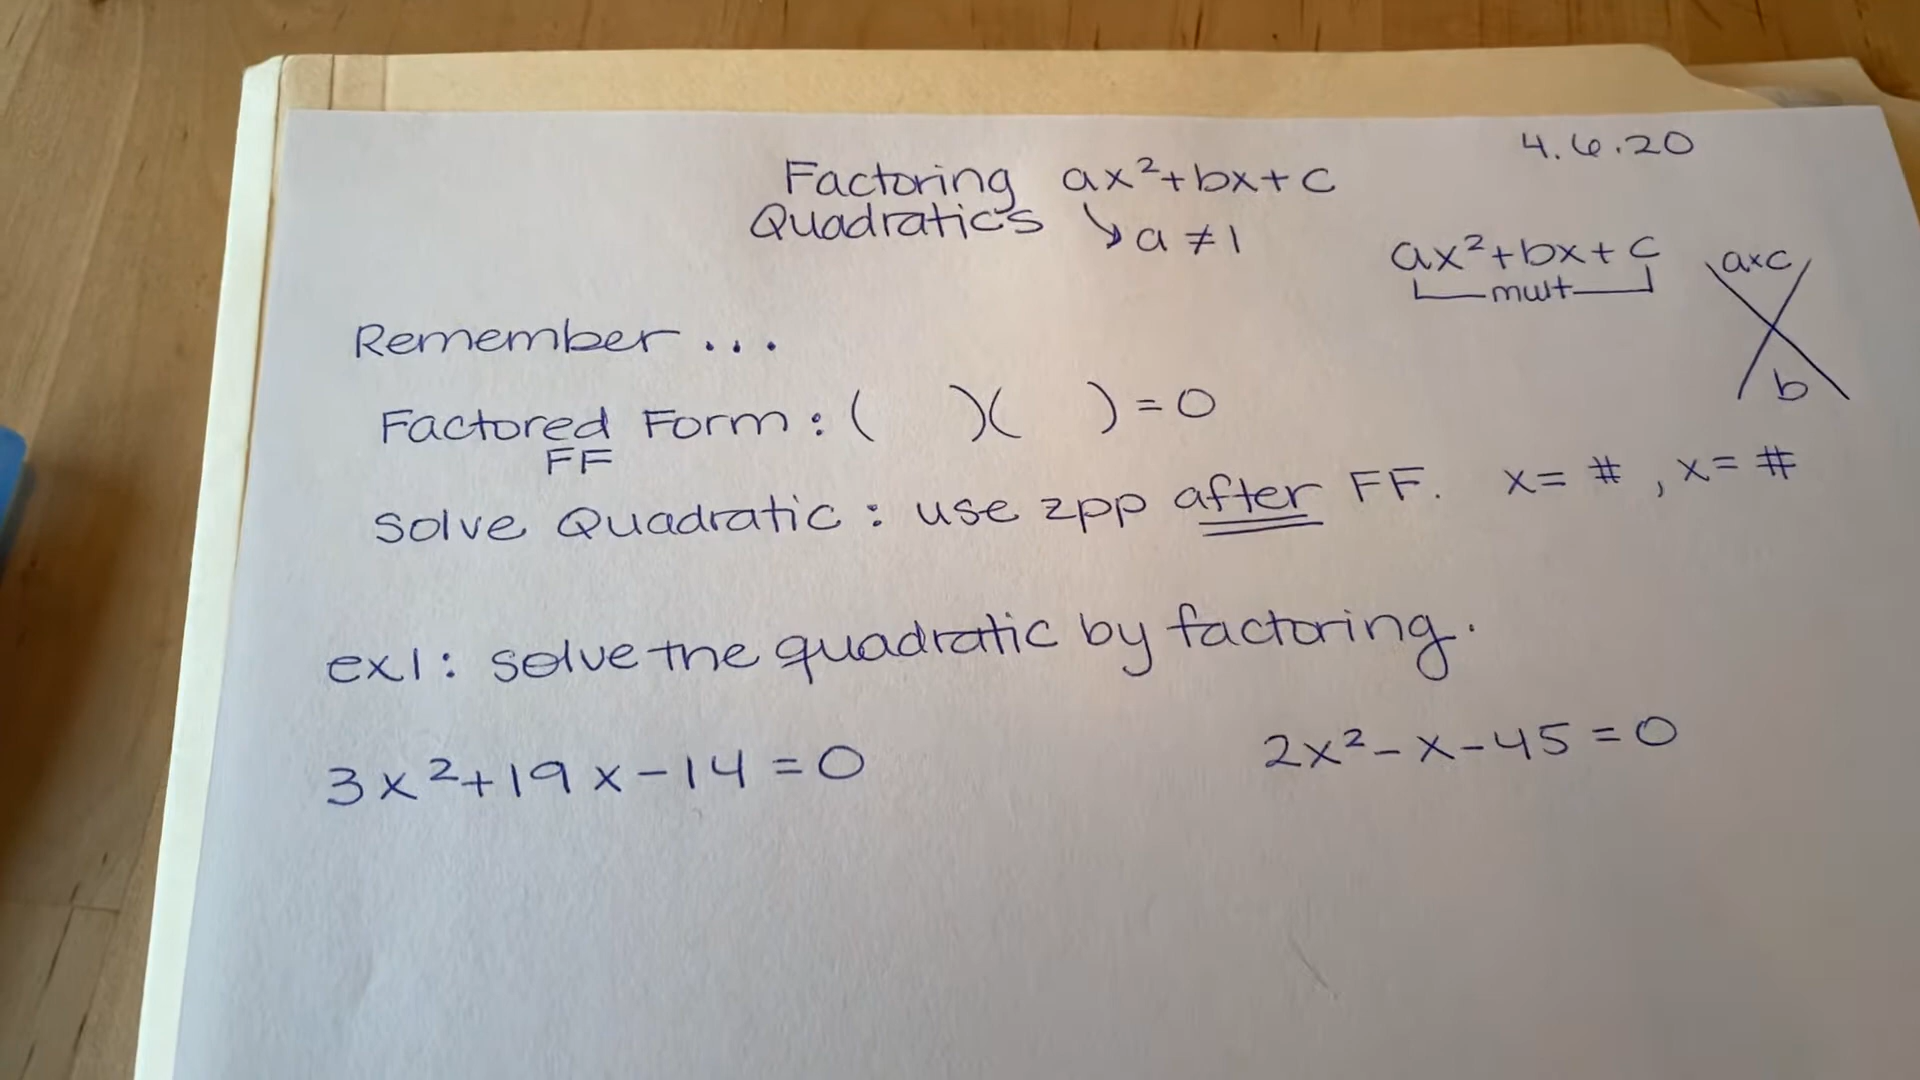 4.6.20
Factoring ax²+bx+c
Quadratics ↘ a ≠ 1
ax²+bx+c
mult
axc
b
Remember ...
Factored Form : ( )( ) = 0
FF
Solve Quadratic : use zpp after FF. x = # , x = #
ex1 : solve the quadratic by factoring.
3x²+19x-14=0
2x²-x-45=0